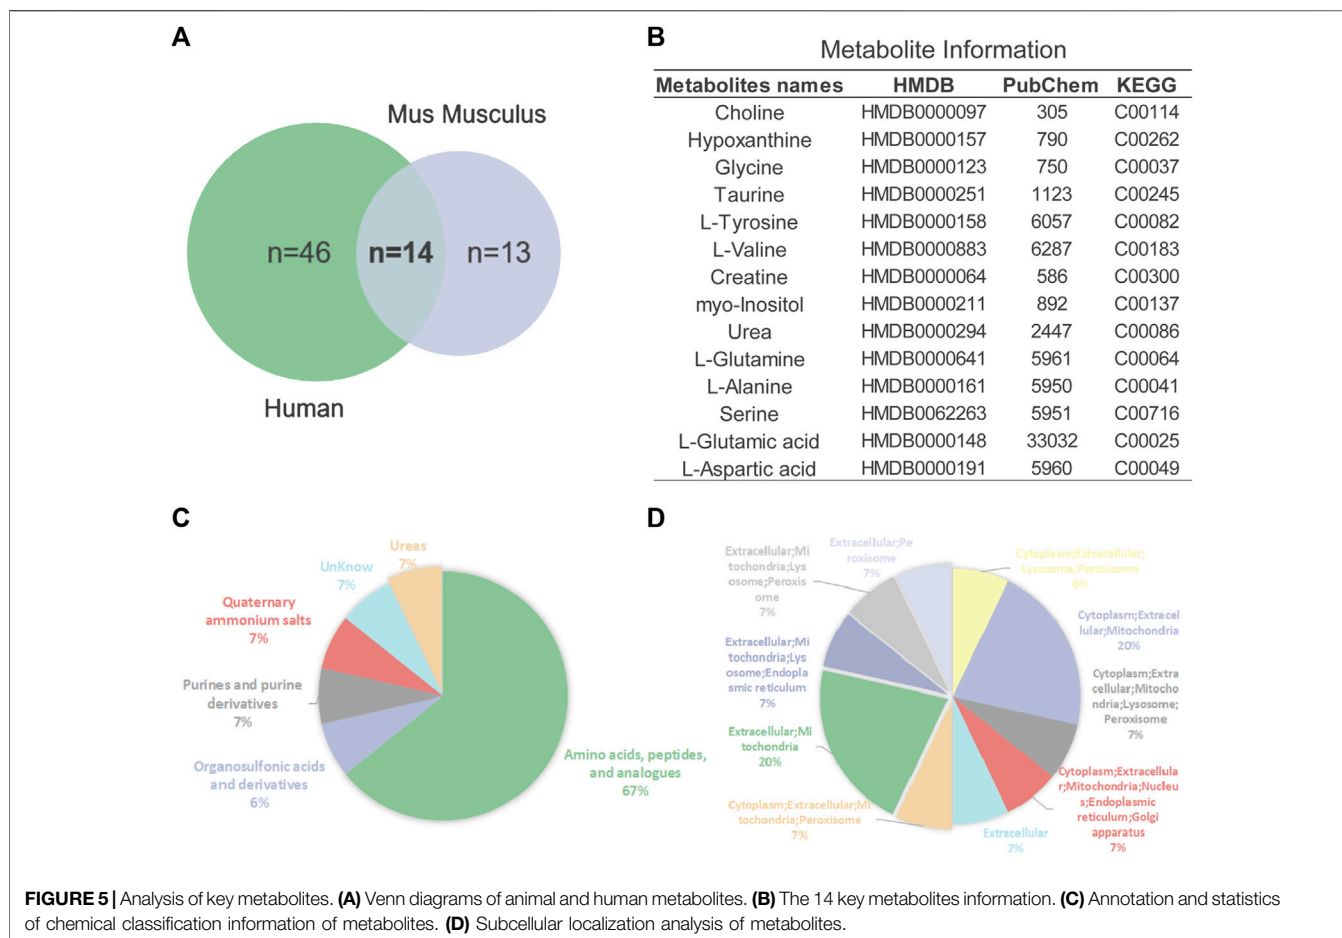 A
Mus Musculus
n=46
n=14
n=13
Human
B
Metabolite Information
Metabolites names HMDB PubChem KEGG
Choline HMDB0000097 305 C00114
Hypoxanthine HMDB0000157 790 C00262
Glycine HMDB0000123 750 C00037
Taurine HMDB0000251 1123 C00245
L-Tyrosine HMDB0000158 6057 C00082
L-Valine HMDB0000883 6287 C00183
Creatine HMDB0000064 586 C00300
myo-Inositol HMDB0000211 892 C00137
Urea HMDB0000294 2447 C00086
L-Glutamine HMDB0000641 5961 C00064
L-Alanine HMDB0000161 5950 C00041
Serine HMDB0062263 5951 C00716
L-Glutamic acid HMDB0000148 33032 C00025
L-Aspartic acid HMDB0000191 5960 C00049
C
Ureas
7%
UnKnow
7%
Quaternary
ammonium salts
7%
Purines and purine
derivatives
7%
Organosulfonic acids
and derivatives
6%
Amino acids, peptides,
and analogues
67%
D
Extracellular;Mi
tochondria;Lys
osome;Peroxis
ome
7%
Extracellular;Pe
roxisome
7%
Cytoplasm;Extracellular;
Lysosome;Peroxisome
6%
Cytoplasm;Extracel
lular;Mitochondria
20%
Cytoplasm;Extra
cellular;Mitocho
ndria;Lysosome;
Peroxisome
7%
Cytoplasm;Extracellula
r;Mitochondria;Nucleu
s;Endoplasmic
reticulum;Golgi
apparatus
7%
Extracellular
7%
Cytoplasm;Extracellular;Mi
tochondria;Peroxisome
7%
Extracellular;Mi
tochondria
20%
Extracellular;Mi
tochondria;Lys
osome;Endopla
smic reticulum
7%
FIGURE 5 | Analysis of key metabolites. (A) Venn diagrams of animal and human metabolites. (B) The 14 key metabolites information. (C) Annotation and statistics
of chemical classification information of metabolites. (D) Subcellular localization analysis of metabolites.